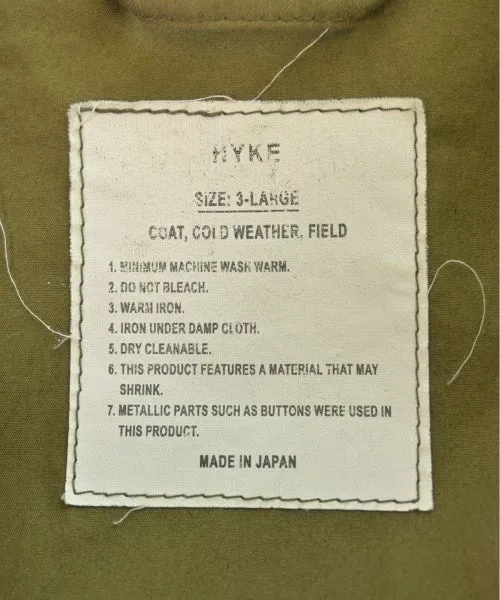 HYKE
SIZE: 3-LARGE
COAT, COLD WEATHER, FIELD
1. MINIMUM MACHINE WASH WARM.
2. DO NOT BLEACH.
3. WARM IRON.
4. IRON UNDER DAMP CLOTH.
5. DRY CLEANABLE.
6. THIS PRODUCT FEATURES A MATERIAL THAT MAY
SHRINK.
7. METALLIC PARTS SUCH AS BUTTONS WERE USED IN
THIS PRODUCT.
MADE IN JAPAN